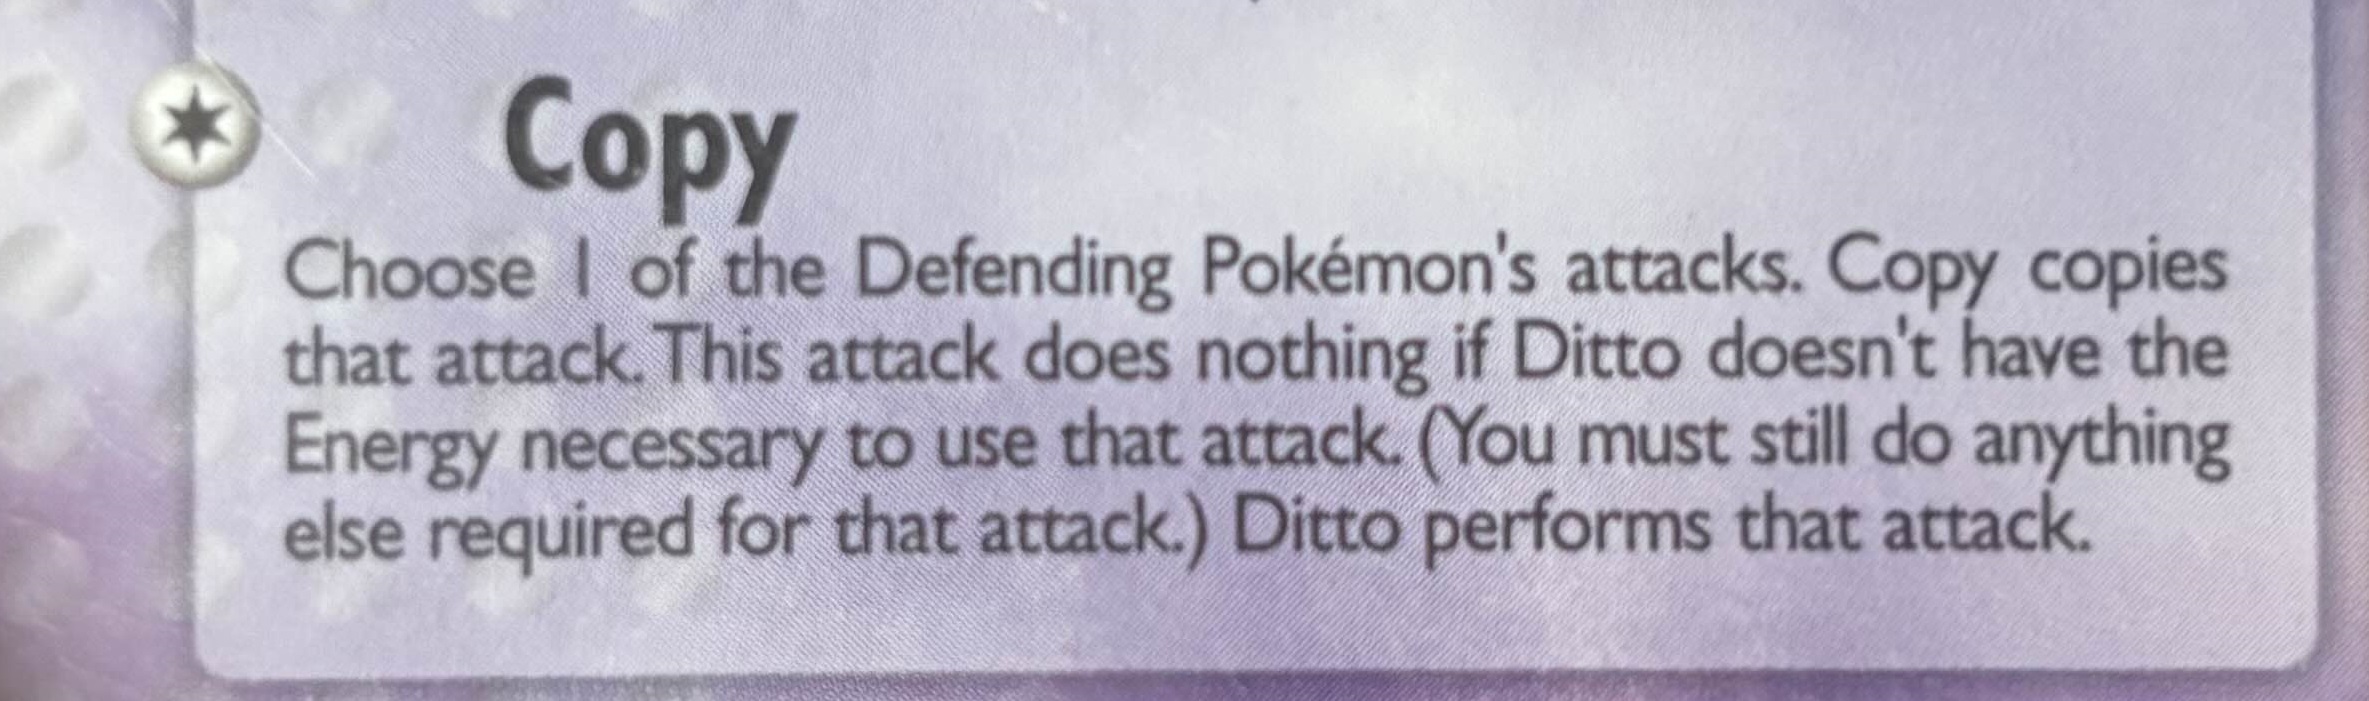 Copy
Choose 1 of the Defending Pokémon's attacks. Copy copies
that attack. This attack does nothing if Ditto doesn't have the
Energy necessary to use that attack. (You must still do anything
else required for that attack.) Ditto performs that attack.